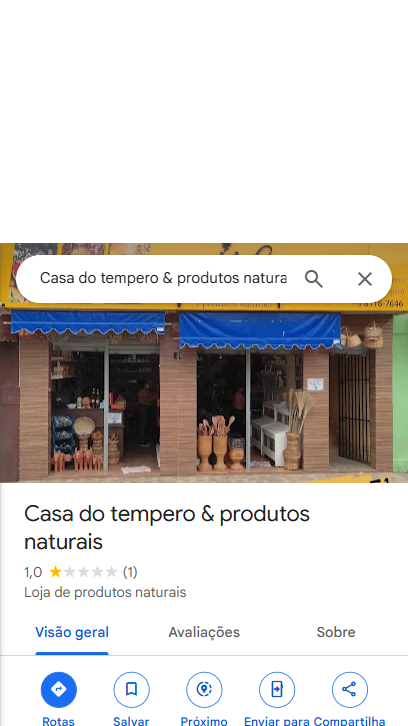 Casa do tempero & produtos natura
6116-7646
Casa do tempero & produtos
naturais
1,0 (1)
Loja de produtos naturais
Visão geral
Avaliações
Sobre
Rotas
Salvar
Próximo
Enviar para
Compartilha